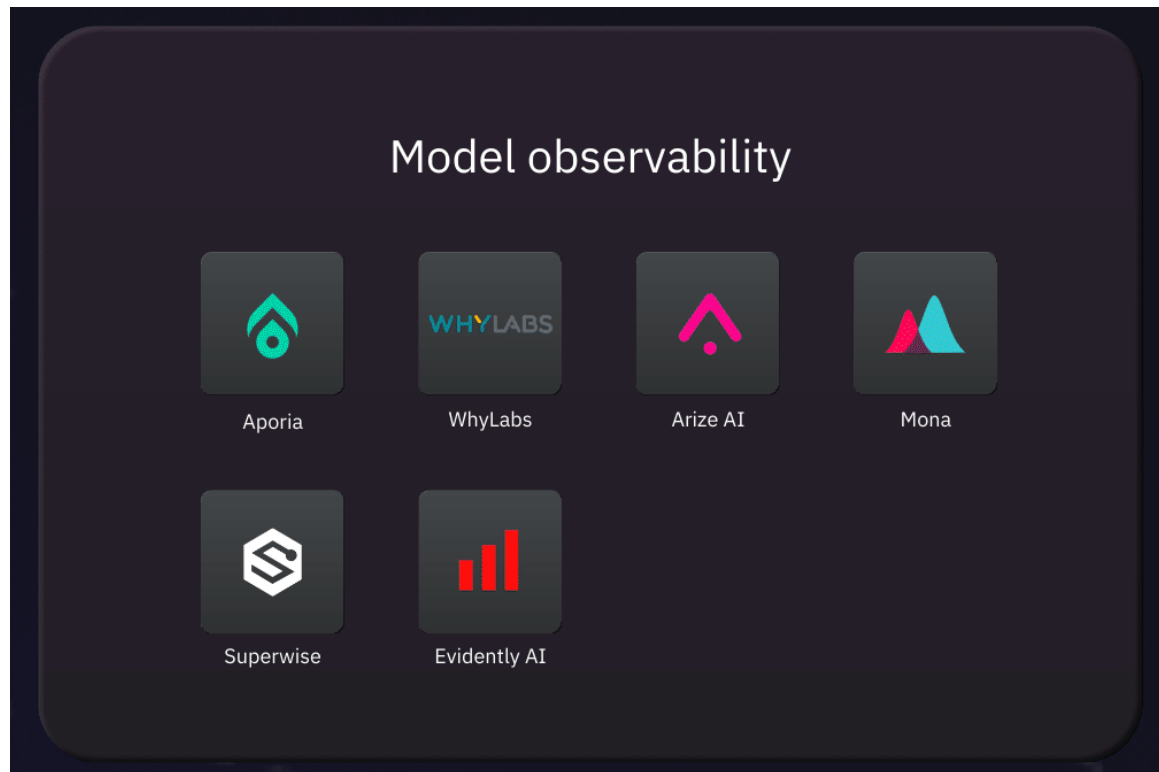 Model observability
WHYLABS
Aporia
WhyLabs
Arize AI
Mona
Superwise
Evidently AI